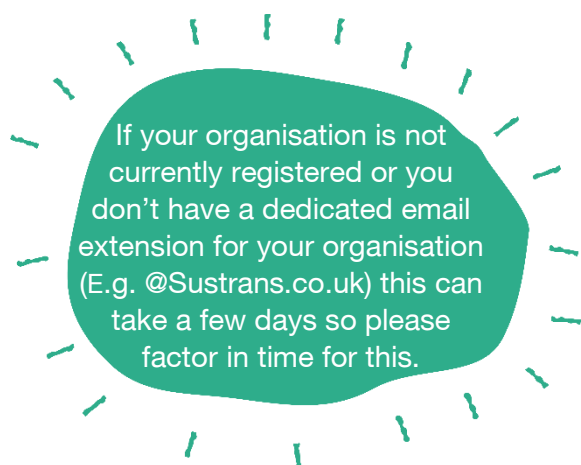 If your organisation is not
currently registered or you
don’t have a dedicated email
extension for your organisation
(E.g. @Sustrans.co.uk) this can
take a few days so please
factor in time for this.